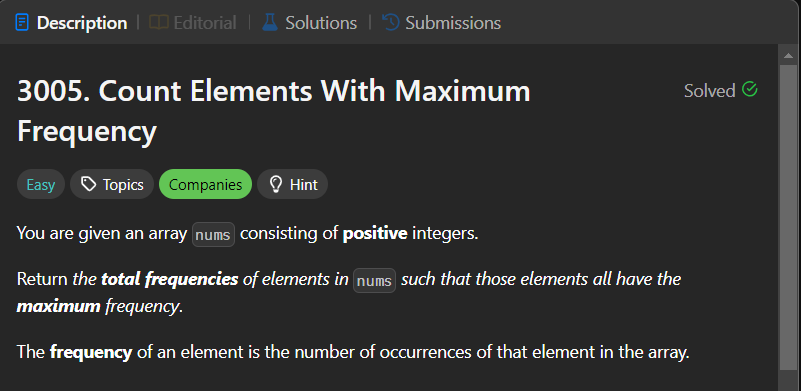 Description | Editorial | Solutions | Submissions
3005. Count Elements With Maximum
Frequency
Solved
Easy Topics Companies Hint
You are given an array nums consisting of positive integers.
Return the total frequencies of elements in nums such that those elements all have the
maximum frequency.
The frequency of an element is the number of occurrences of that element in the array.